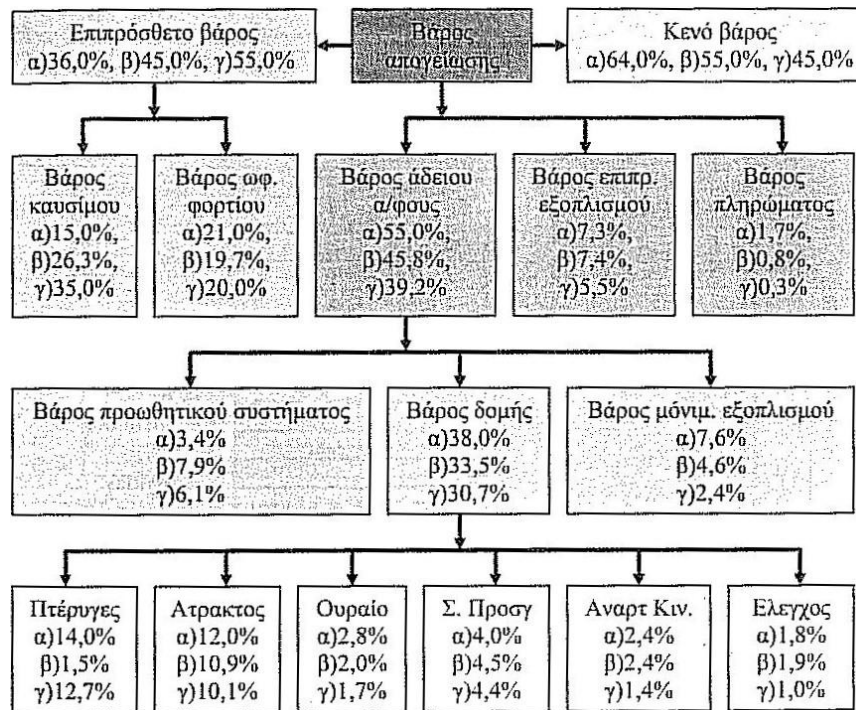 Επιπρόσθετο βάρος
α)36,0%, β)45,0%, γ)55,0%
Βάρος
απογείωσης
Κενό βάρος
α)64,0%, β)55,0%, γ)45,0%
Βάρος
καυσίμου
α)15,0%,
β)26,3%,
γ)35,0%
Βάρος ωφ.
φορτίου
α)21,0%,
β)19,7%,
γ)20,0%
Βάρος άδειου
α/φους
α)55,0%,
β)45,8%,
γ)39,2%
Βάρος επιπρ.
εξοπλισμού
α)7,3%,
β)7,4%,
γ)5,5%
Βάρος
πληρώματος
α)1,7%,
β)0,8%,
γ)0,3%
Βάρος προωθητικού συστήματος
α)3,4%
β)7,9%
γ)6,1%
Βάρος δομής
α)38,0%
β)33,5%
γ)30,7%
Βάρος μόνιμ. εξοπλισμού
α)7,6%
β)4,6%
γ)2,4%
Πτέρυγες
α)14,0%
β)1,5%
γ)12,7%
Ατρακτος
α)12,0%
β)10,9%
γ)10,1%
Ουραίο
α)2,8%
β)2,0%
γ)1,7%
Σ. Προσγ
α)4,0%
β)4,5%
γ)4,4%
Αναρτ Κιν.
α)2,4%
β)2,4%
γ)1,4%
Ελεγχος
α)1,8%
β)1,9%
γ)1,0%